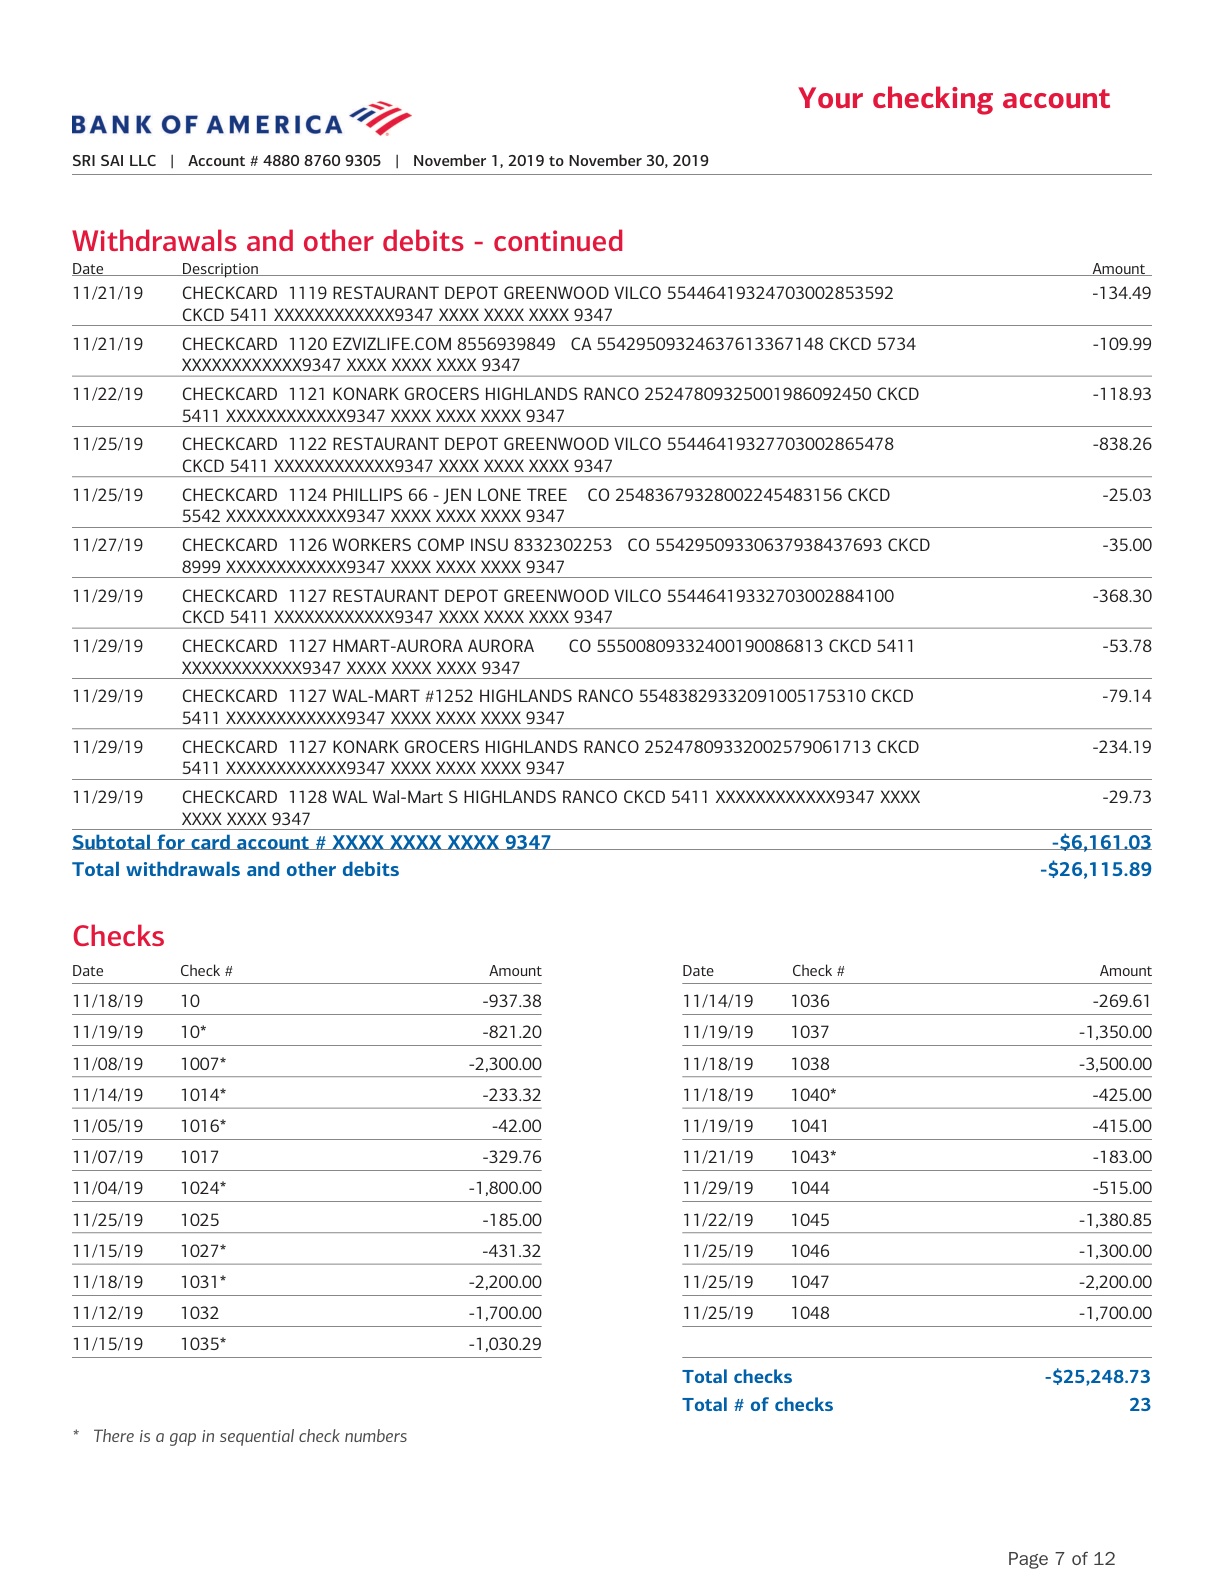 Your checking account
BANK OF AMERICA
SRI SAI LLC | Account # 4880 8760 9305 | November 1, 2019 to November 30, 2019
Withdrawals and other debits - continued
Date Description Amount
11/21/19 CHECKCARD 1119 RESTAURANT DEPOT GREENWOOD VILCO 55446419324703002853592 -134.49
CKCD 5411 XXXXXXXXXXXX9347 XXXX XXXX XXXX 9347
11/21/19 CHECKCARD 1120 EZVIZLIFE.COM 8556939849 CA 55429509324637613367148 CKCD 5734 -109.99
XXXXXXXXXXXX9347 XXXX XXXX XXXX 9347
11/22/19 CHECKCARD 1121 KONARK GROCERS HIGHLANDS RANCO 25247809325001986092450 CKCD -118.93
5411 XXXXXXXXXXXX9347 XXXX XXXX XXXX 9347
11/25/19 CHECKCARD 1122 RESTAURANT DEPOT GREENWOOD VILCO 55446419327703002865478 -838.26
CKCD 5411 XXXXXXXXXXXX9347 XXXX XXXX XXXX 9347
11/25/19 CHECKCARD 1124 PHILLIPS 66 - JEN LONE TREE CO 25483679328002245483156 CKCD -25.03
5542 XXXXXXXXXXXX9347 XXXX XXXX XXXX 9347
11/27/19 CHECKCARD 1126 WORKERS COMP INSU 8332302253 CO 55429509330637938437693 CKCD -35.00
8999 XXXXXXXXXXXX9347 XXXX XXXX XXXX 9347
11/29/19 CHECKCARD 1127 RESTAURANT DEPOT GREENWOOD VILCO 55446419332703002884100 -368.30
CKCD 5411 XXXXXXXXXXXX9347 XXXX XXXX XXXX 9347
11/29/19 CHECKCARD 1127 HMART-AURORA AURORA CO 55500809332400190086813 CKCD 5411 -53.78
XXXXXXXXXXXX9347 XXXX XXXX XXXX 9347
11/29/19 CHECKCARD 1127 WAL-MART #1252 HIGHLANDS RANCO 55483829332091005175310 CKCD -79.14
5411 XXXXXXXXXXXX9347 XXXX XXXX XXXX 9347
11/29/19 CHECKCARD 1127 KONARK GROCERS HIGHLANDS RANCO 25247809332002579061713 CKCD -234.19
5411 XXXXXXXXXXXX9347 XXXX XXXX XXXX 9347
11/29/19 CHECKCARD 1128 WAL Wal-Mart S HIGHLANDS RANCO CKCD 5411 XXXXXXXXXXXX9347 XXXX -29.73
XXXX XXXX 9347
Subtotal for card account # XXXX XXXX XXXX 9347 -$6,161.03
Total withdrawals and other debits -$26,115.89
Checks
Date Check # Amount Date Check # Amount
11/18/19 10 -937.38 11/14/19 1036 -269.61
11/19/19 10* -821.20 11/19/19 1037 -1,350.00
11/08/19 1007* -2,300.00 11/18/19 1038 -3,500.00
11/14/19 1014* -233.32 11/18/19 1040* -425.00
11/05/19 1016* -42.00 11/19/19 1041 -415.00
11/07/19 1017 -329.76 11/21/19 1043* -183.00
11/04/19 1024* -1,800.00 11/29/19 1044 -515.00
11/25/19 1025 -185.00 11/22/19 1045 -1,380.85
11/15/19 1027* -431.32 11/25/19 1046 -1,300.00
11/18/19 1031* -2,200.00 11/25/19 1047 -2,200.00
11/12/19 1032 -1,700.00 11/25/19 1048 -1,700.00
11/15/19 1035* -1,030.29
Total checks -$25,248.73
Total # of checks 23
* There is a gap in sequential check numbers
Page 7 of 12